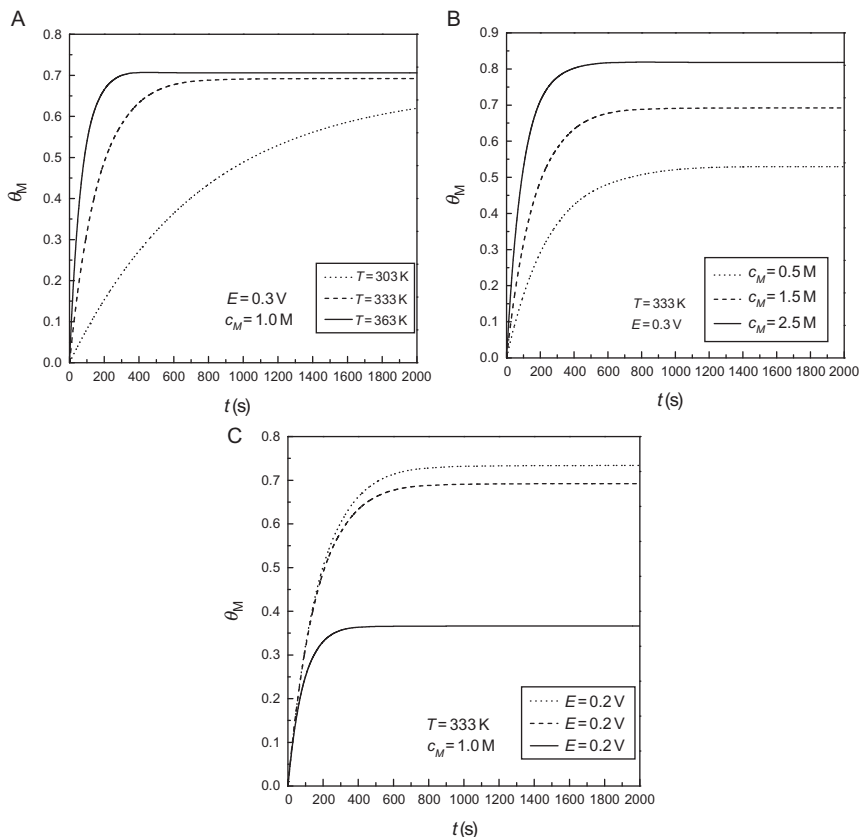 A
0.8
0.7
0.6
0.5
0.4
0.3
0.2
0.1
0.0
θM
0 200 400 600 800 1000 1200 1400 1600 1800 2000
t (s)
E = 0.3 V
cM = 1.0 M
T = 303 K
T = 333 K
T = 363 K
B
0.9
0.8
0.7
0.6
0.5
0.4
0.3
0.2
0.1
0.0
θM
0 200 400 600 800 1000 1200 1400 1600 1800 2000
t (s)
T = 333 K
E = 0.3 V
cM = 0.5 M
cM = 1.5 M
cM = 2.5 M
C
0.8
0.7
0.6
0.5
0.4
0.3
0.2
0.1
0.0
θM
0 200 400 600 800 1000 1200 1400 1600 1800 2000
t (s)
T = 333 K
cM = 1.0 M
E = 0.2 V
E = 0.2 V
E = 0.2 V